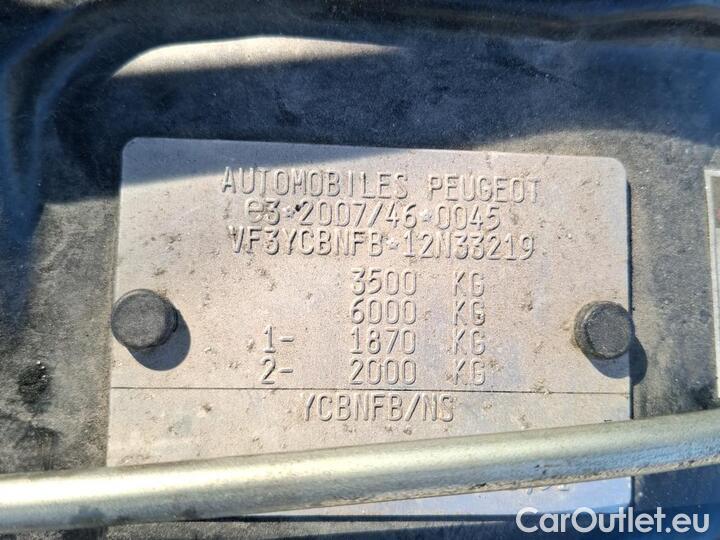 AUTOMOBILES PEUGEOT
e3*2007/46*0045
VF3YCBNFB*12N33219
3500 KG
6000 KG
1- 1870 KG
2- 2000 KG
YCBNFB/NS
CarOutlet.eu